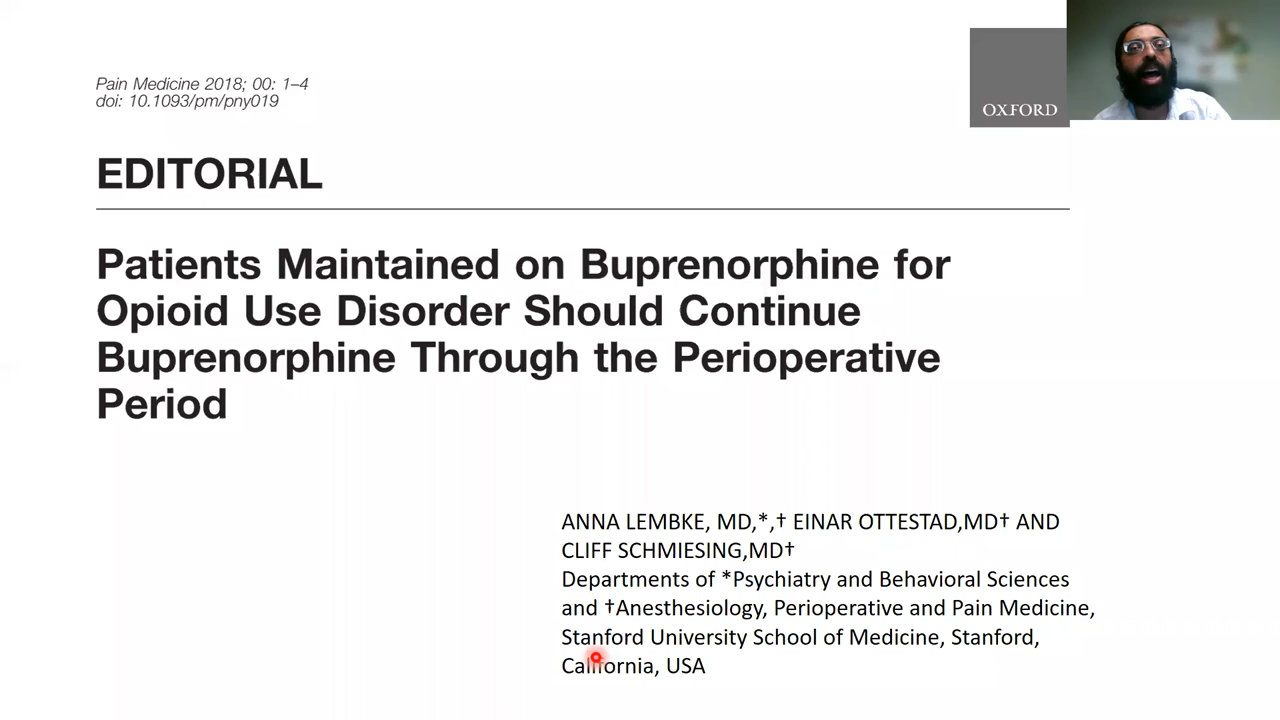 Pain Medicine 2018; 00: 1–4
doi: 10.1093/pm/pny019
OXFORD
EDITORIAL
Patients Maintained on Buprenorphine for
Opioid Use Disorder Should Continue
Buprenorphine Through the Perioperative
Period
ANNA LEMBKE, MD,*,† EINAR OTTESTAD,MD† AND
CLIFF SCHMIESING,MD†
Departments of *Psychiatry and Behavioral Sciences
and †Anesthesiology, Perioperative and Pain Medicine,
Stanford University School of Medicine, Stanford,
California, USA